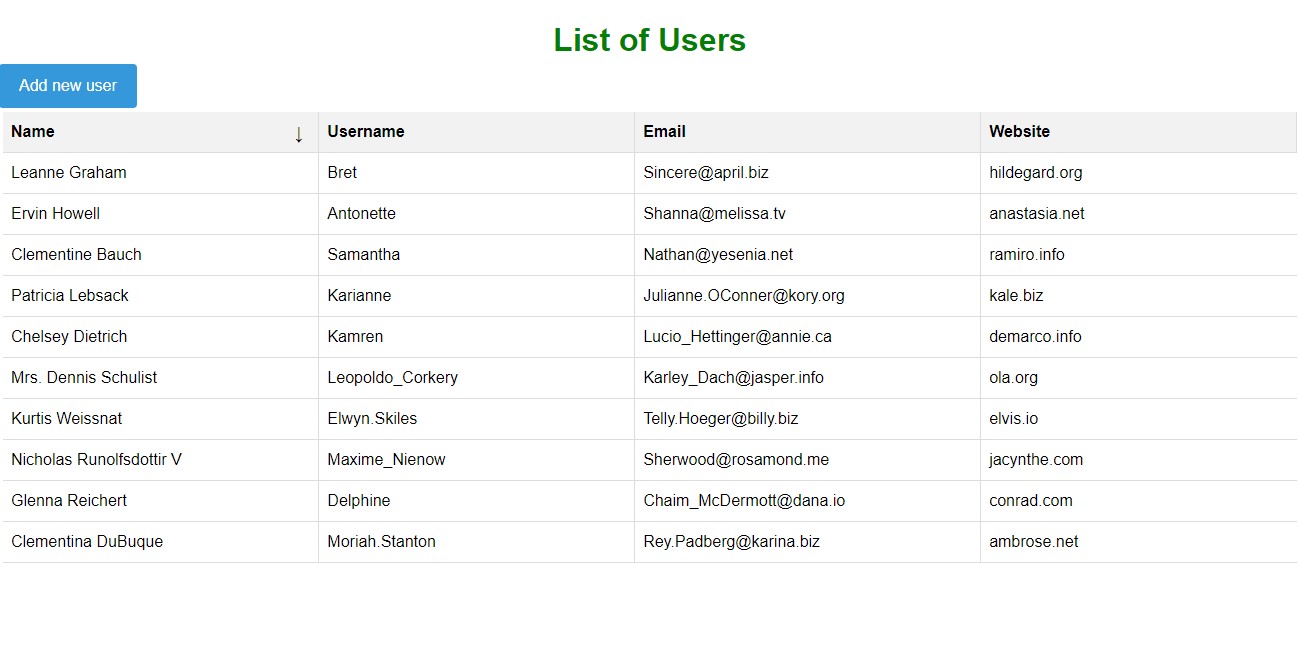 List of Users
Add new user
Name ↓ Username Email Website
Leanne Graham Bret Sincere@april.biz hildegard.org
Ervin Howell Antonette Shanna@melissa.tv anastasia.net
Clementine Bauch Samantha Nathan@yesenia.net ramiro.info
Patricia Lebsack Karianne Julianne.OConner@kory.org kale.biz
Chelsey Dietrich Kamren Lucio_Hettinger@annie.ca demarco.info
Mrs. Dennis Schulist Leopoldo_Corkery Karley_Dach@jasper.info ola.org
Kurtis Weissnat Elwyn.Skiles Telly.Hoeger@billy.biz elvis.io
Nicholas Runolfsdottir V Maxime_Nienow Sherwood@rosamond.me jacynthe.com
Glenna Reichert Delphine Chaim_McDermott@dana.io conrad.com
Clementina DuBuque Moriah.Stanton Rey.Padberg@karina.biz ambrose.net